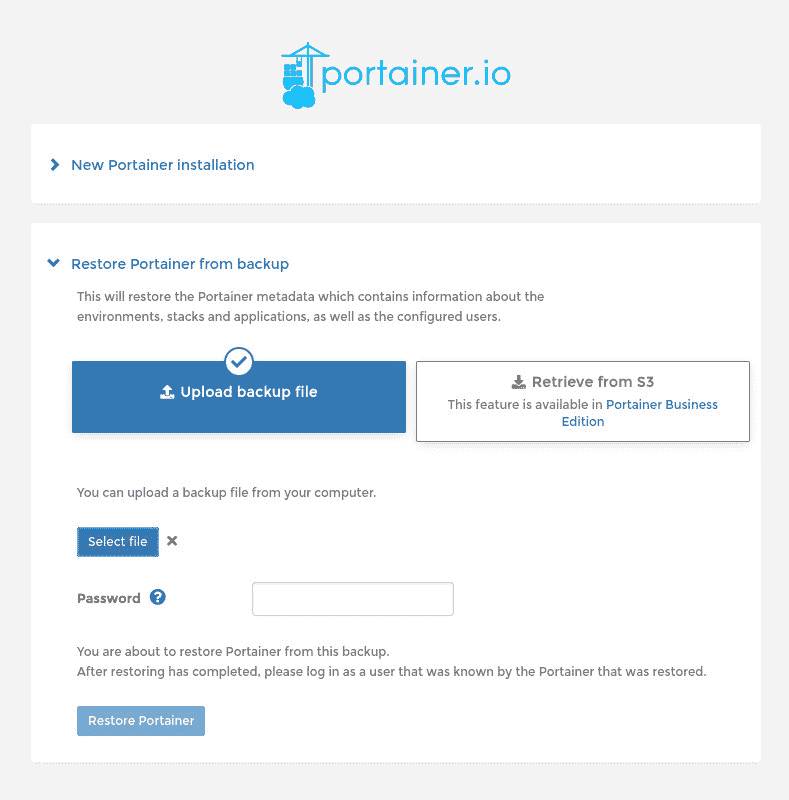 portainer.io
New Portainer installation
Restore Portainer from backup
This will restore the Portainer metadata which contains information about the
environments, stacks and applications, as well as the configured users.
Upload backup file
Retrieve from S3
This feature is available in Portainer Business
Edition
You can upload a backup file from your computer.
Select file
Password
You are about to restore Portainer from this backup.
After restoring has completed, please log in as a user that was known by the Portainer that was restored.
Restore Portainer